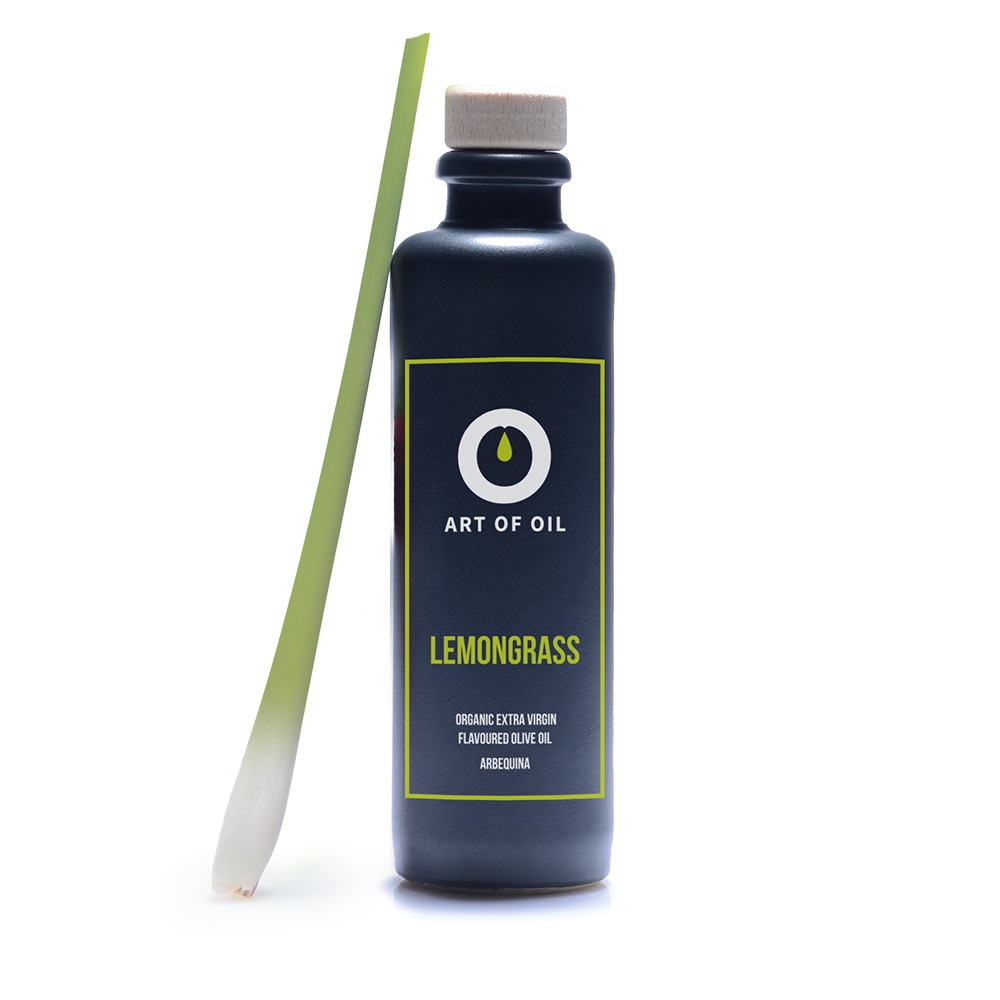 ART OF OIL
LEMONGRASS
ORGANIC EXTRA VIRGIN
FLAVOURED OLIVE OIL
ARBEQUINA